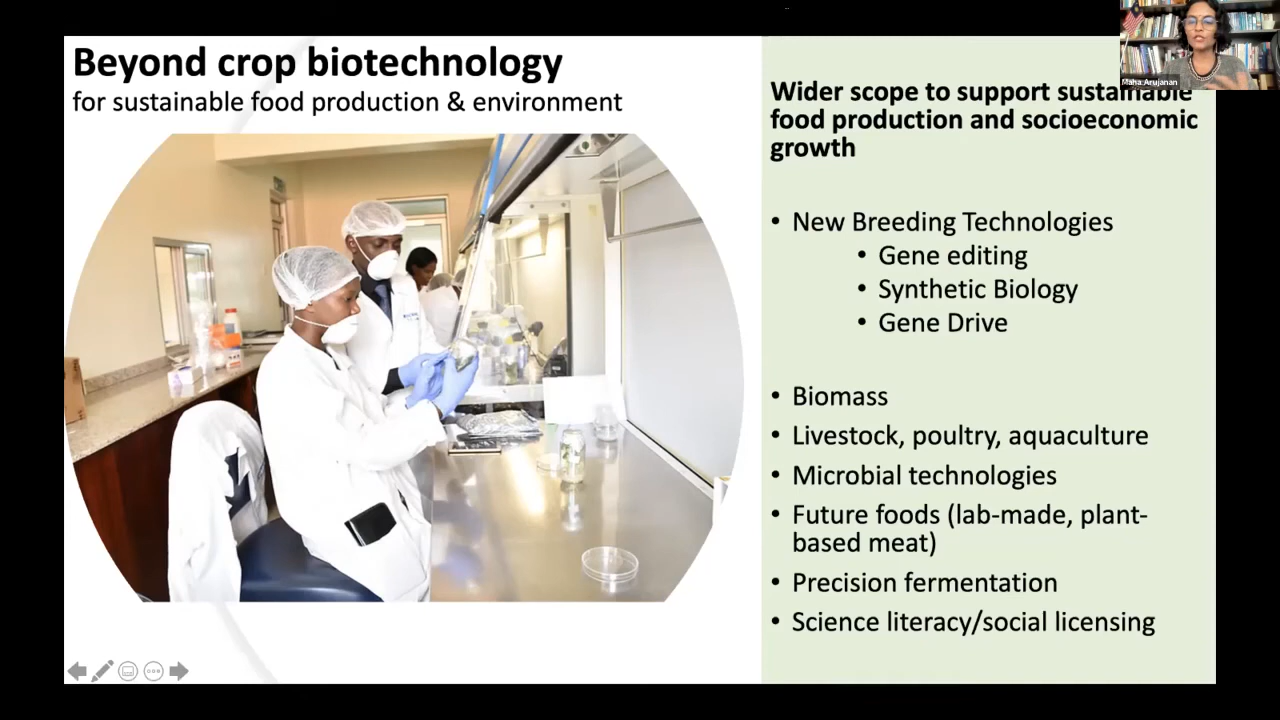 Beyond crop biotechnology
for sustainable food production & environment
Maha Arujanan
Wider scope to support sustainable
food production and socioeconomic
growth
• New Breeding Technologies
• Gene editing
• Synthetic Biology
• Gene Drive
• Biomass
• Livestock, poultry, aquaculture
• Microbial technologies
• Future foods (lab-made, plant-
based meat)
• Precision fermentation
• Science literacy/social licensing